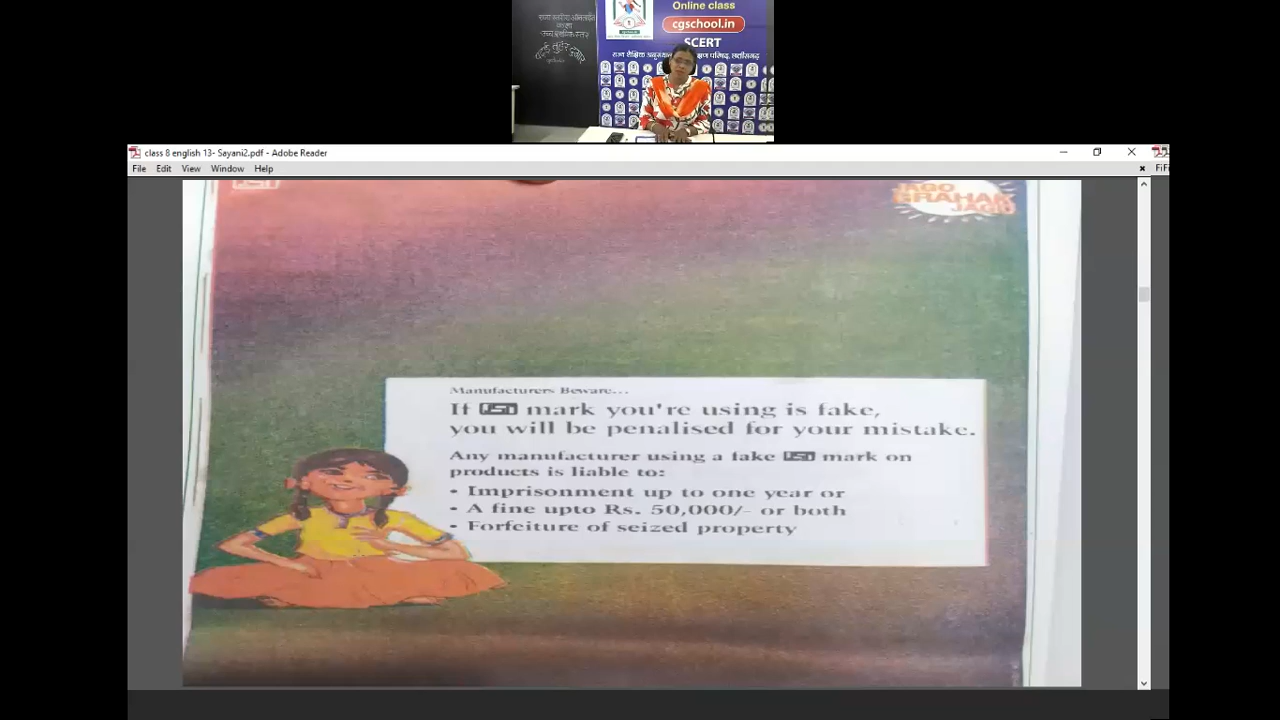 Online class
cgschool.in
SCERT
class 8 english 13- Sayani2.pdf - Adobe Reader
File Edit View Window Help
JAGO
GRAHAK
JAGO
Manufacturers Beware...
If ISI mark you're using is fake,
you will be penalised for your mistake.
Any manufacturer using a fake ISI mark on
products is liable to:
• Imprisonment up to one year or
• A fine upto Rs. 50,000/- or both
• Forfeiture of seized property